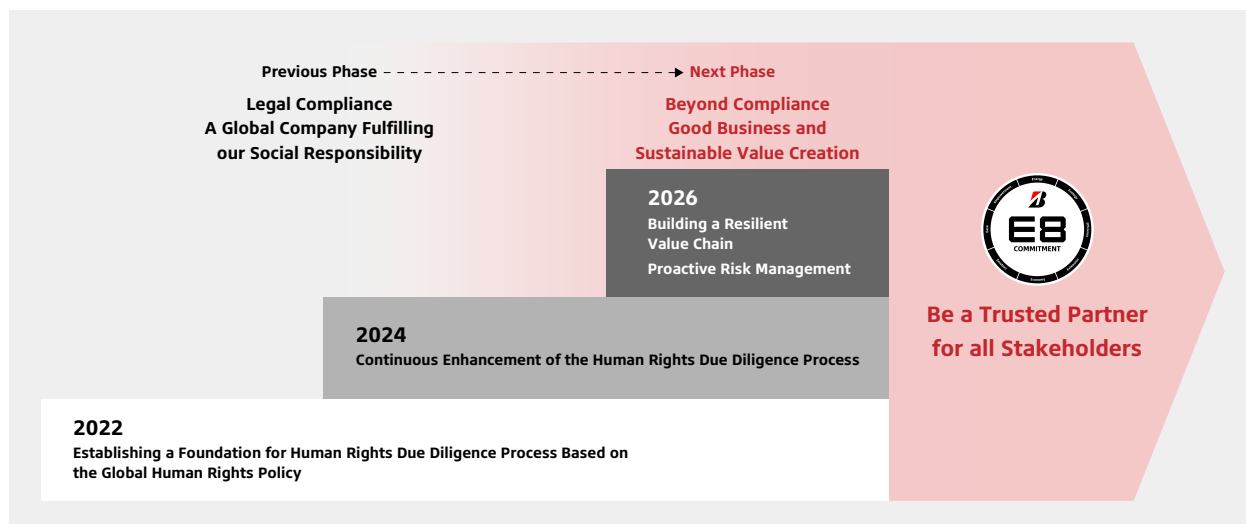 Previous Phase
Next Phase
Legal Compliance
A Global Company Fulfilling
our Social Responsibility
Beyond Compliance
Good Business and
Sustainable Value Creation
2026
Building a Resilient
Value Chain
Proactive Risk Management
E8
COMMITMENT
Energy
Be a Trusted Partner
for all Stakeholders
2024
Continuous Enhancement of the Human Rights Due Diligence Process
2022
Establishing a Foundation for Human Rights Due Diligence Process Based on
the Global Human Rights Policy